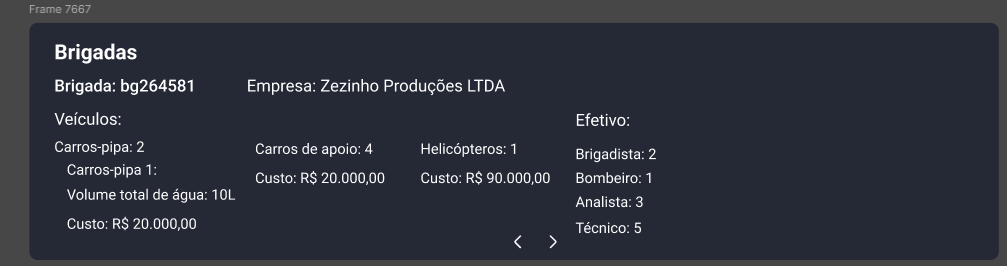 Frame 7667
Brigadas
Brigada: bg264581
Empresa: Zezinho Produções LTDA
Veículos:
Carros-pipa: 2
Carros-pipa 1:
Volume total de água: 10L
Custo: R$ 20.000,00
Carros de apoio: 4
Custo: R$ 20.000,00
Helicópteros: 1
Custo: R$ 90.000,00
Efetivo:
Brigadista: 2
Bombeiro: 1
Analista: 3
Técnico: 5